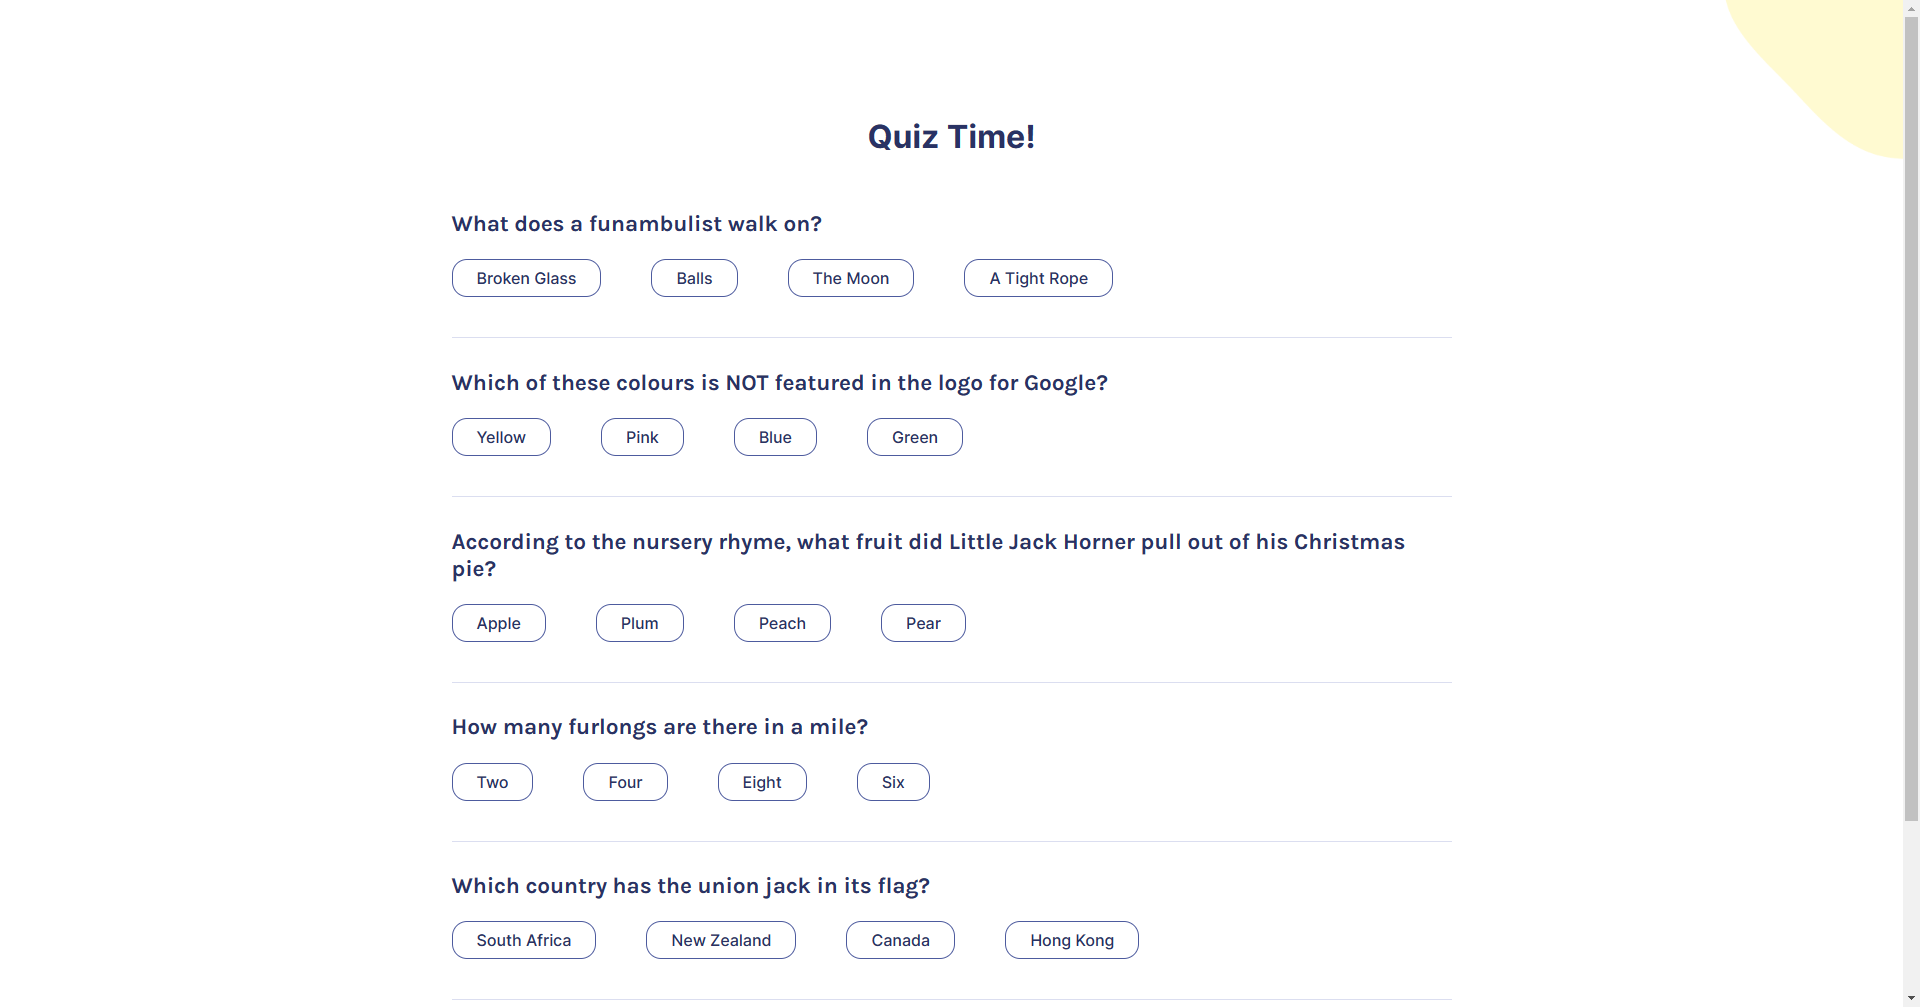 Quiz Time!
What does a funambulist walk on?
Broken Glass Balls The Moon A Tight Rope
Which of these colours is NOT featured in the logo for Google?
Yellow Pink Blue Green
According to the nursery rhyme, what fruit did Little Jack Horner pull out of his Christmas
pie?
Apple Plum Peach Pear
How many furlongs are there in a mile?
Two Four Eight Six
Which country has the union jack in its flag?
South Africa New Zealand Canada Hong Kong